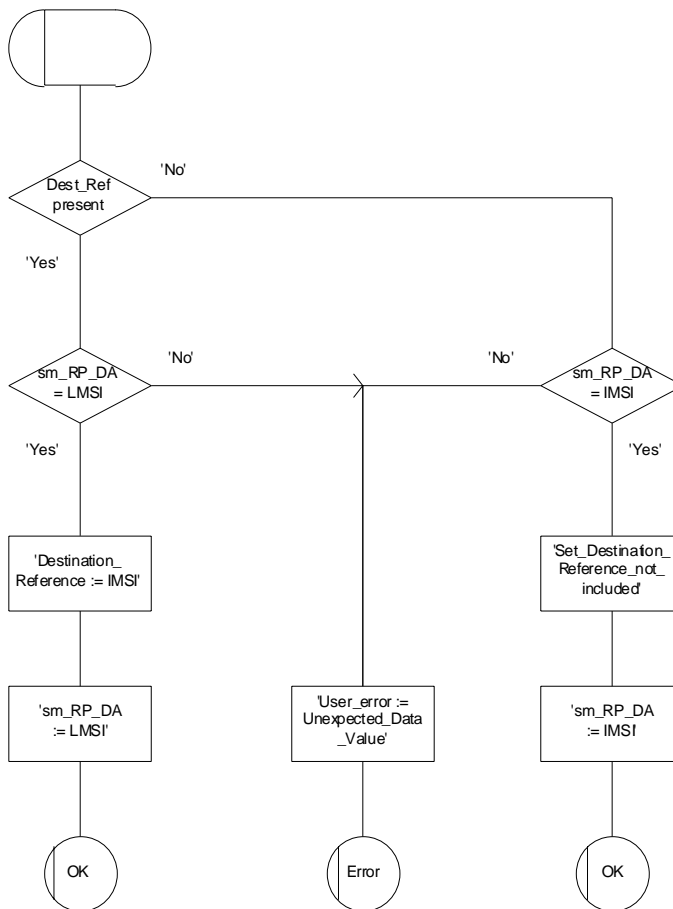 Dest_Ref
present
'No'
'Yes'
sm_RP_DA
= LMSI
'No'
'No'
sm_RP_DA
= IMSI
'Yes'
'Yes'
'Destination_
Reference := IMSI'
'Set_Destination_
Reference_not_
included'
'sm_RP_DA
:= LMSI'
'User_error :=
Unexpected_Data
_Value'
'sm_RP_DA
:= IMSI'
OK
Error
OK